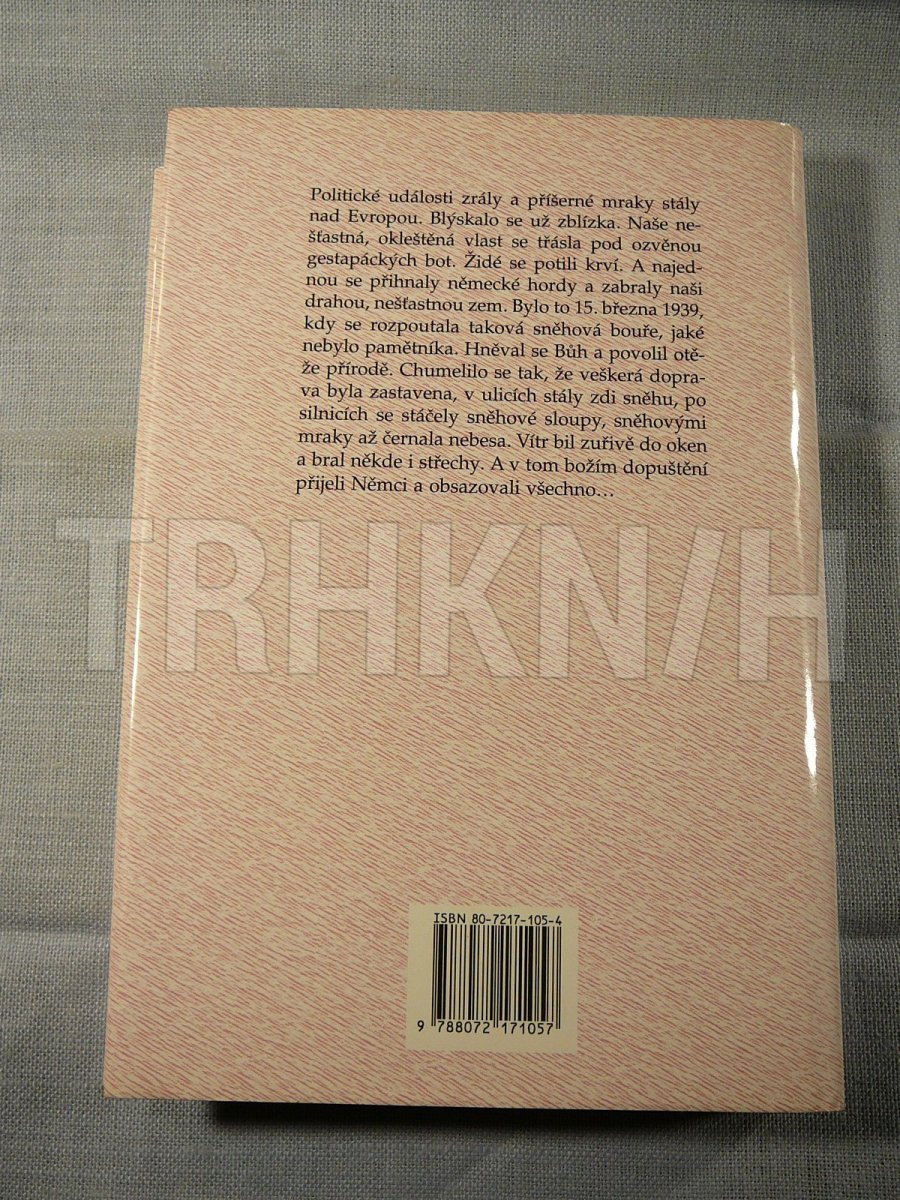 Politické události zrály a příšerné mraky stály
nad Evropou. Blýskalo se už zblízka. Naše ne-
šťastná, okleštěná vlast se třásla pod ozvěnou
gestapáckých bot. Židé se potili krví. A najed-
nou se přihnaly německé hordy a zabraly naši
drahou, nešťastnou zem. Bylo to 15. března 1939,
kdy se rozpoutala taková sněhová bouře, jaké
nebylo pamětníka. Hněval se Bůh a povolil otě-
že přírodě. Chumelilo se tak, že veškerá dopra-
va byla zastavena, v ulicích stály zdi sněhu, po
silnicích se stáčely sněhové sloupy, sněhovými
mraky až černala nebesa. Vítr bil zuřivě do oken
a bral někde i střechy. A v tom božím dopuštění
přijeli Němci a obsazovali všechno…
TRHKN/H
ISBN 80-7217-105-4
9 788072 171057